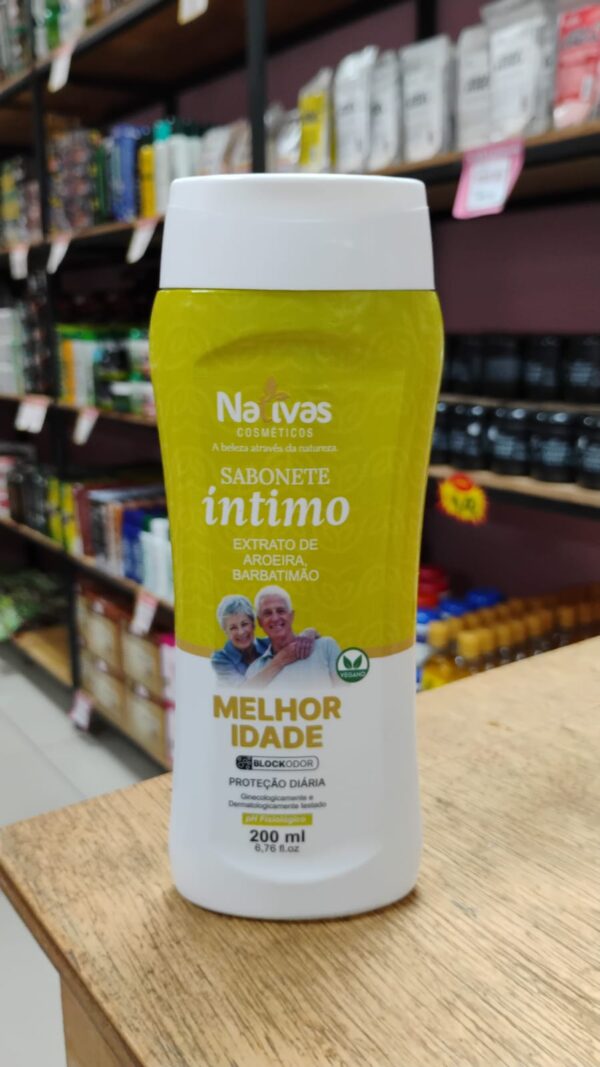 Nativas
COSMÉTICOS
A beleza através da natureza
SABONETE
íntimo
EXTRATO DE
AROEIRA,
BARBATIMÃO
VEGANO
MELHOR
IDADE
BLOCKODOR
PROTEÇÃO DIÁRIA
Ginecologicamente e
Dermatologicamente testado
pH Fisiológico
200 ml
6,76 fl.oz